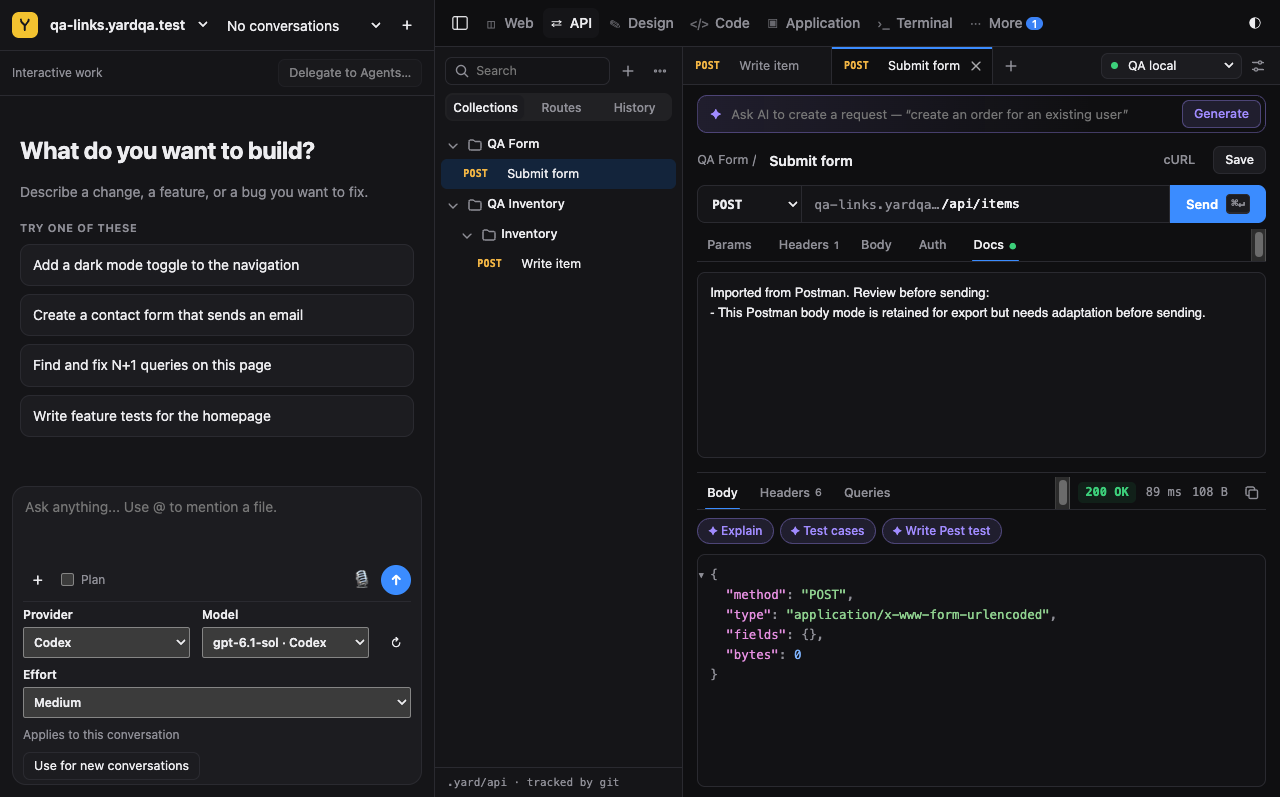 Y qa-links.yardqa.test No conversations +
Interactive work Delegate to Agents...
What do you want to build?
Describe a change, a feature, or a bug you want to fix.
TRY ONE OF THESE
Add a dark mode toggle to the navigation
Create a contact form that sends an email
Find and fix N+1 queries on this page
Write feature tests for the homepage
Ask anything... Use @ to mention a file.
+ Plan
Provider Model
Codex gpt-6.1-sol · Codex
Effort
Medium
Applies to this conversation
Use for new conversations
Web API Design </> Code Application >_ Terminal ··· More 1
Search + ···
Collections Routes History
QA Form
POST Submit form
QA Inventory
Inventory
POST Write item
.yard/api · tracked by git
POST Write item POST Submit form × + QA local
Ask AI to create a request — “create an order for an existing user” Generate
QA Form / Submit form cURL Save
POST qa-links.yardqa…/api/items Send ⌘↵
Params Headers 1 Body Auth Docs
Imported from Postman. Review before sending:
- This Postman body mode is retained for export but needs adaptation before sending.
Body Headers 6 Queries 200 OK 89 ms 108 B
Explain Test cases Write Pest test
{
"method": "POST",
"type": "application/x-www-form-urlencoded",
"fields": {},
"bytes": 0
}